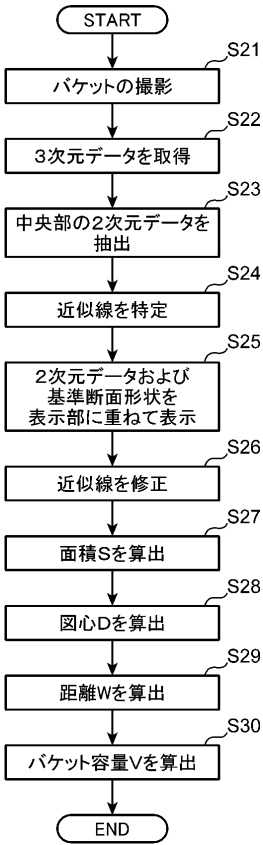 START
S21
バケットの撮影
S22
３次元データを取得
S23
中央部の２次元データを
抽出
S24
近似線を特定
S25
２次元データおよび
基準断面形状を
表示部に重ねて表示
S26
近似線を修正
S27
面積Ｓを算出
S28
図心Ｄを算出
S29
距離Ｗを算出
S30
バケット容量Ｖを算出
END